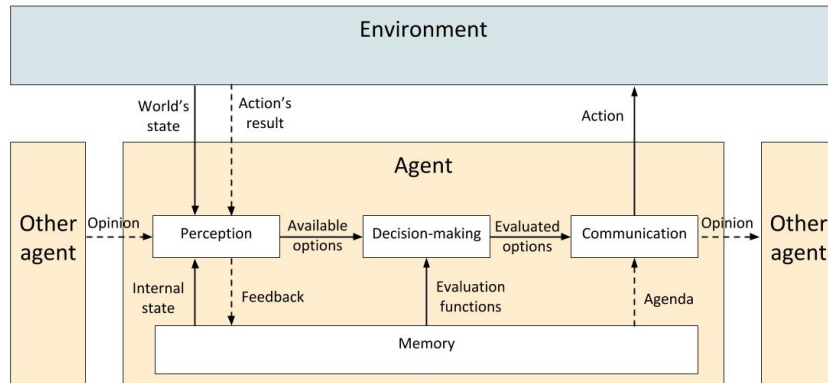 Environment
World's
state
Action's
result
Action
Agent
Other
agent
Opinion
Perception
Available
options
Decision-making
Evaluated
options
Communication
Opinion
Other
agent
Internal
state
Feedback
Evaluation
functions
Agenda
Memory